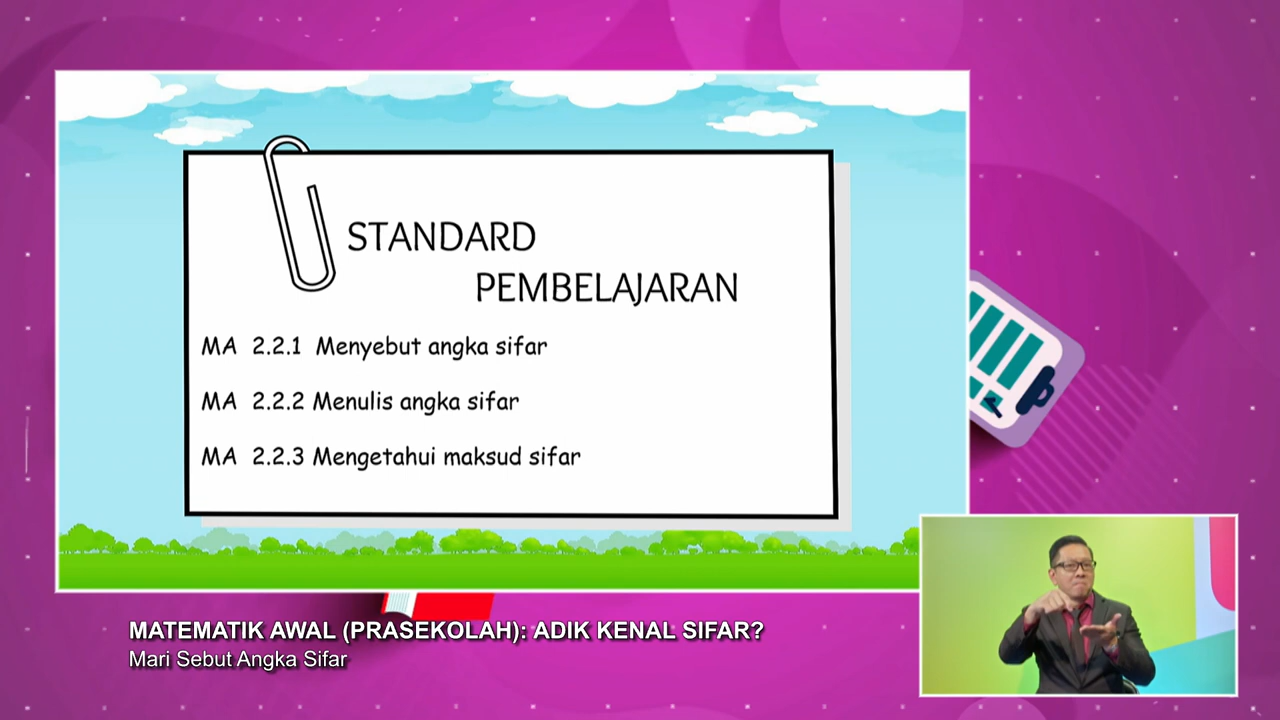 STANDARD
PEMBELAJARAN
MA 2.2.1 Menyebut angka sifar
MA 2.2.2 Menulis angka sifar
MA 2.2.3 Mengetahui maksud sifar
MATEMATIK AWAL (PRASEKOLAH): ADIK KENAL SIFAR?
Mari Sebut Angka Sifar